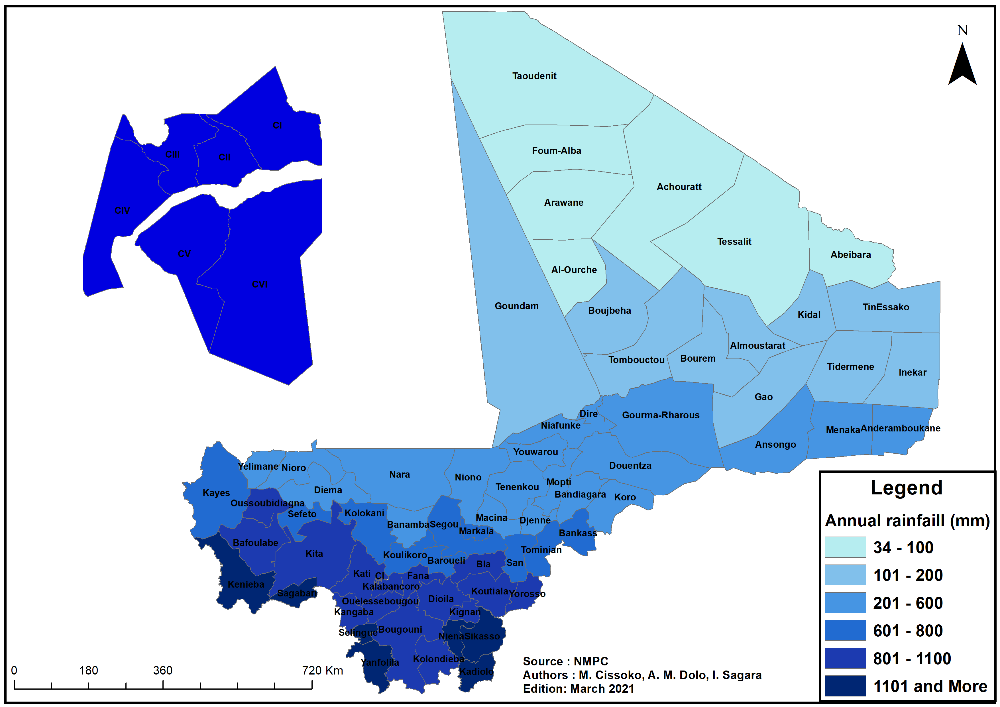 N
Taoudenit
CI
Foum-Alba
CIII
CII
Achouratt
Arawane
CIV
Tessalit
CV
Abeibara
Al-Ourche
CVI
Goundam
Boujbeha
TinEssako
Kidal
Almoustarat
Tombouctou
Bourem
Tidermene
Inekar
Gao
Dire
Gourma-Rharous
Niafunke
Menaka
Anderamboukane
Ansongo
Youwarou
Yelimane
Nioro
Nara
Niono
Douentza
Mopti
Tenenkou
Diema
Kayes
Bandiagara
Koro
Oussoubidiagna
Sefeto
Kolokani
Macina
Djenne
Banamba
Segou
Markala
Bankass
Bafoulabe
Tominian
Kita
Koulikoro
Baroueli
San
Bla
Kati
CI
Fana
Kenieba
Kalabancoro
Sagabari
Koutiala
Yorosso
Dioila
Ouelessebougou
Kangaba
Kignan
Selingue
Bougouni
Niena
Sikasso
Kolondieba
Yanfolila
Kadiolo
Legend
Annual rainfaill (mm)
34 - 100
101 - 200
201 - 600
601 - 800
801 - 1100
1101 and More
0 180 360 720 Km
Source : NMPC
Authors : M. Cissoko, A. M. Dolo, I. Sagara
Edition: March 2021